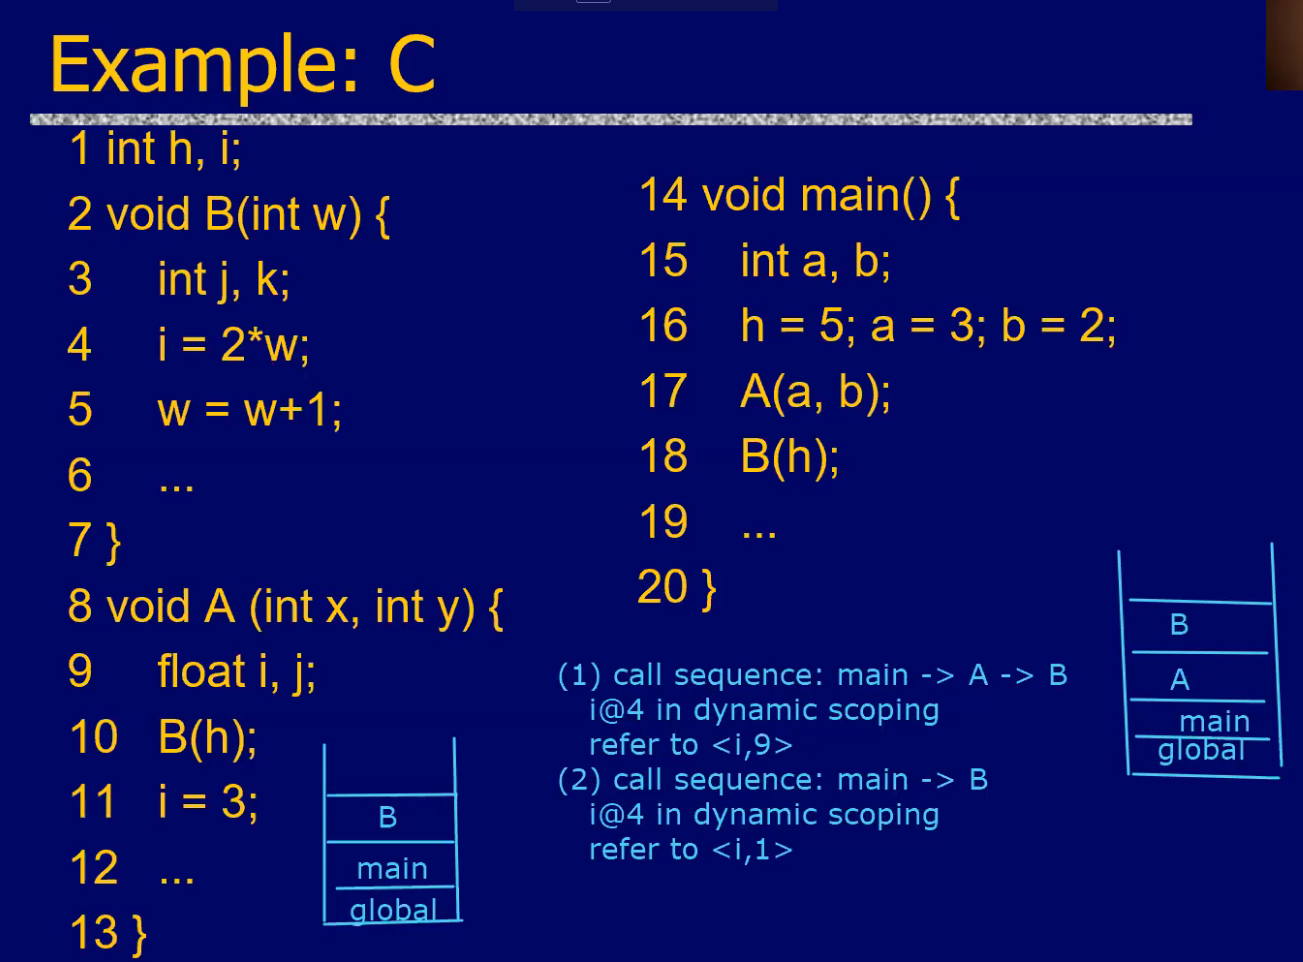 Example: C
1 int h, i;
2 void B(int w) {
3 int j, k;
4 i = 2*w;
5 w = w+1;
6 ...
7 }
8 void A (int x, int y) {
9 float i, j;
10 B(h);
11 i = 3;
12 ...
13 }
B
main
global
14 void main() {
15 int a, b;
16 h = 5; a = 3; b = 2;
17 A(a, b);
18 B(h);
19 ...
20 }
(1) call sequence: main -> A -> B
i@4 in dynamic scoping
refer to <i,9>
(2) call sequence: main -> B
i@4 in dynamic scoping
refer to <i,1>
B
A
main
global